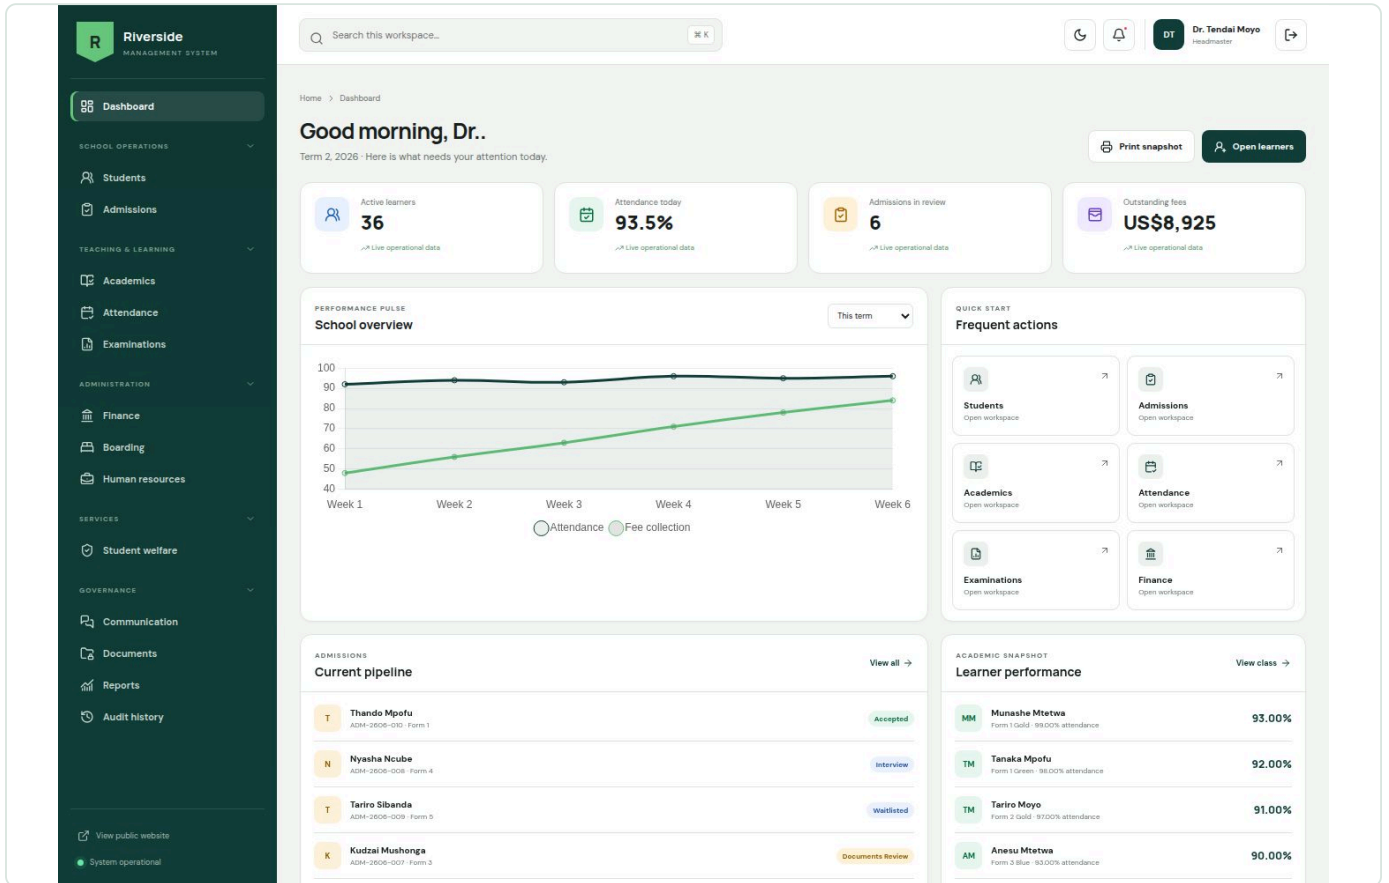 R
Riverside
MANAGEMENT SYSTEM
Search this workspace...
⌘ K
DT
Dr. Tendai Moyo
Headmaster
Dashboard
SCHOOL OPERATIONS
Students
Admissions
TEACHING & LEARNING
Academics
Attendance
Examinations
ADMINISTRATION
Finance
Boarding
Human resources
SERVICES
Student welfare
GOVERNANCE
Communication
Documents
Reports
Audit history
View public website
System operational
Home > Dashboard
Good morning, Dr..
Term 2, 2026 · Here is what needs your attention today.
Print snapshot
Open learners
Active learners
36
Live operational data
Attendance today
93.5%
Live operational data
Admissions in review
6
Live operational data
Outstanding fees
US$8,925
Live operational data
PERFORMANCE PULSE
School overview
This term
100
90
80
70
60
50
40
Week 1 Week 2 Week 3 Week 4 Week 5 Week 6
Attendance Fee collection
QUICK START
Frequent actions
Students
Open workspace
Admissions
Open workspace
Academics
Open workspace
Attendance
Open workspace
Examinations
Open workspace
Finance
Open workspace
ADMISSIONS
Current pipeline
View all →
T
Thando Mpofu
ADM-2606-010 · Form 1
Accepted
N
Nyasha Ncube
ADM-2606-008 · Form 4
Interview
T
Tariro Sibanda
ADM-2606-009 · Form 5
Waitlisted
K
Kudzai Mushonga
ADM-2606-007 · Form 3
Documents Review
ACADEMIC SNAPSHOT
Learner performance
View class →
MM
Munashe Mtetwa
Form 1 Gold · 99.00% attendance
93.00%
TM
Tanaka Mpofu
Form 1 Green · 96.00% attendance
92.00%
TM
Tariro Moyo
Form 2 Gold · 97.00% attendance
91.00%
AM
Anesu Mtetwa
Form 3 Blue · 93.00% attendance
90.00%